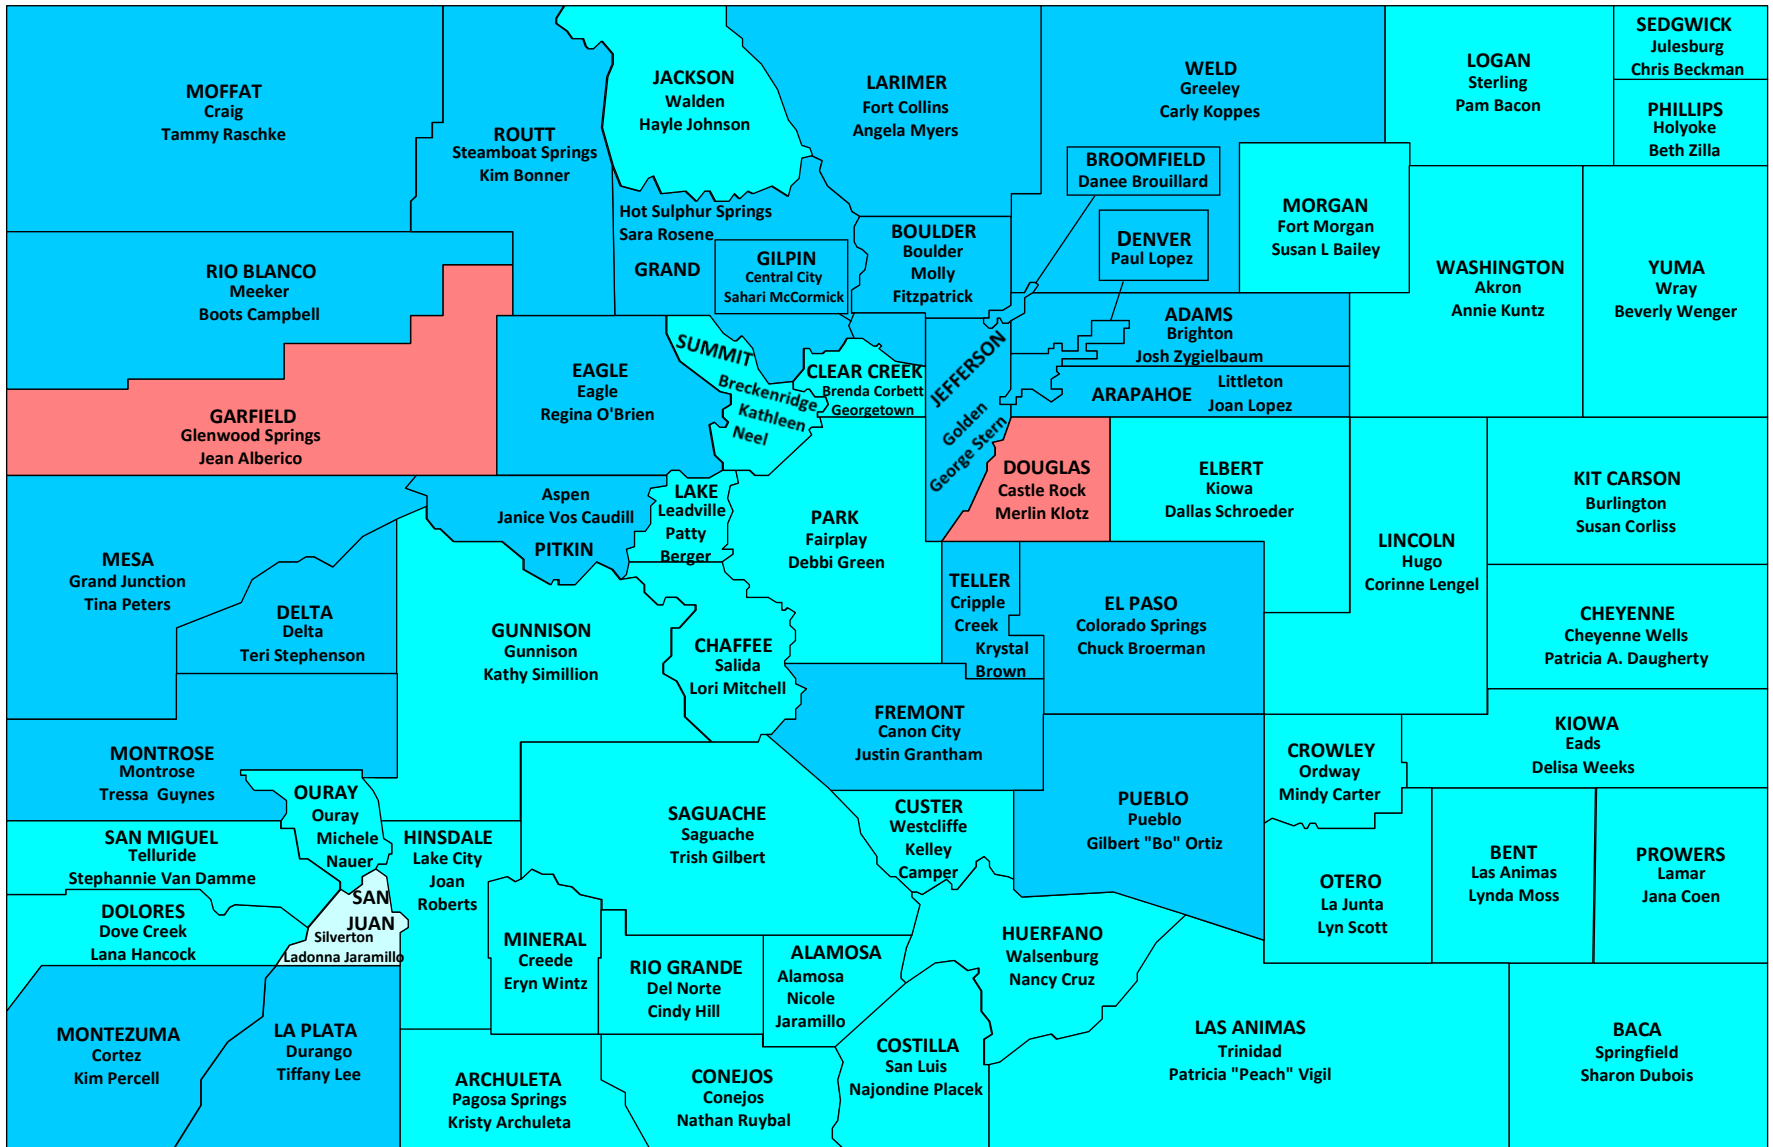 MOFFAT
Craig
Tammy Raschke
ROUTT
Steamboat Springs
Kim Bonner
JACKSON
Walden
Hayle Johnson
LARIMER
Fort Collins
Angela Myers
WELD
Greeley
Carly Koppes
LOGAN
Sterling
Pam Bacon
SEDGWICK
Julesburg
Chris Beckman
PHILLIPS
Holyoke
Beth Zilla
BROOMFIELD
Danee Brouillard
MORGAN
Fort Morgan
Susan L Bailey
Hot Sulphur Springs
Sara Rosene
GRAND
GILPIN
Central City
Sahari McCormick
BOULDER
Boulder
Molly
Fitzpatrick
DENVER
Paul Lopez
WASHINGTON
Akron
Annie Kuntz
YUMA
Wray
Beverly Wenger
RIO BLANCO
Meeker
Boots Campbell
GARFIELD
Glenwood Springs
Jean Alberico
EAGLE
Eagle
Regina O'Brien
SUMMIT
Breckenridge
Kathleen
Neel
CLEAR CREEK
Brenda Corbett
Georgetown
JEFFERSON
Golden
George Stern
ADAMS
Brighton
Josh Zygielbaum
ARAPAHOE
Littleton
Joan Lopez
DOUGLAS
Castle Rock
Merlin Klotz
ELBERT
Kiowa
Dallas Schroeder
KIT CARSON
Burlington
Susan Corliss
Aspen
Janice Vos Caudill
PITKIN
LAKE
Leadville
Patty
Berger
PARK
Fairplay
Debbi Green
LINCOLN
Hugo
Corinne Lengel
MESA
Grand Junction
Tina Peters
DELTA
Delta
Teri Stephenson
GUNNISON
Gunnison
Kathy Simillion
CHAFFEE
Salida
Lori Mitchell
TELLER
Cripple
Creek
Krystal
Brown
EL PASO
Colorado Springs
Chuck Broerman
CHEYENNE
Cheyenne Wells
Patricia A. Daugherty
FREMONT
Canon City
Justin Grantham
KIOWA
Eads
Delisa Weeks
MONTROSE
Montrose
Tressa  Guynes
OURAY
Ouray
Michele
Nauer
CROWLEY
Ordway
Mindy Carter
SAGUACHE
Saguache
Trish Gilbert
CUSTER
Westcliffe
Kelley
Camper
PUEBLO
Pueblo
Gilbert "Bo" Ortiz
SAN MIGUEL
Telluride
Stephannie Van Damme
HINSDALE
Lake City
Joan
Roberts
BENT
Las Animas
Lynda Moss
PROWERS
Lamar
Jana Coen
OTERO
La Junta
Lyn Scott
DOLORES
Dove Creek
Lana Hancock
SAN
JUAN
Silverton
Ladonna Jaramillo
MINERAL
Creede
Eryn Wintz
RIO GRANDE
Del Norte
Cindy Hill
ALAMOSA
Alamosa
Nicole
Jaramillo
HUERFANO
Walsenburg
Nancy Cruz
MONTEZUMA
Cortez
Kim Percell
LA PLATA
Durango
Tiffany Lee
ARCHULETA
Pagosa Springs
Kristy Archuleta
CONEJOS
Conejos
Nathan Ruybal
COSTILLA
San Luis
Najondine Placek
LAS ANIMAS
Trinidad
Patricia "Peach" Vigil
BACA
Springfield
Sharon Dubois